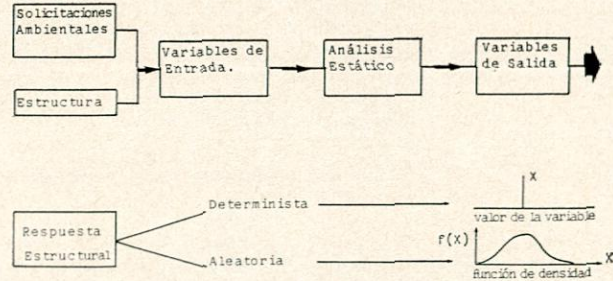 Solicitaciones
Ambientales
Estructura
Variables de
Entrada.
Análisis
Estático
Variables
de Salida
Respuesta
Estructural
Determinista
Aleatoria
X
valor de la variable
f(X)
X
función de densidad